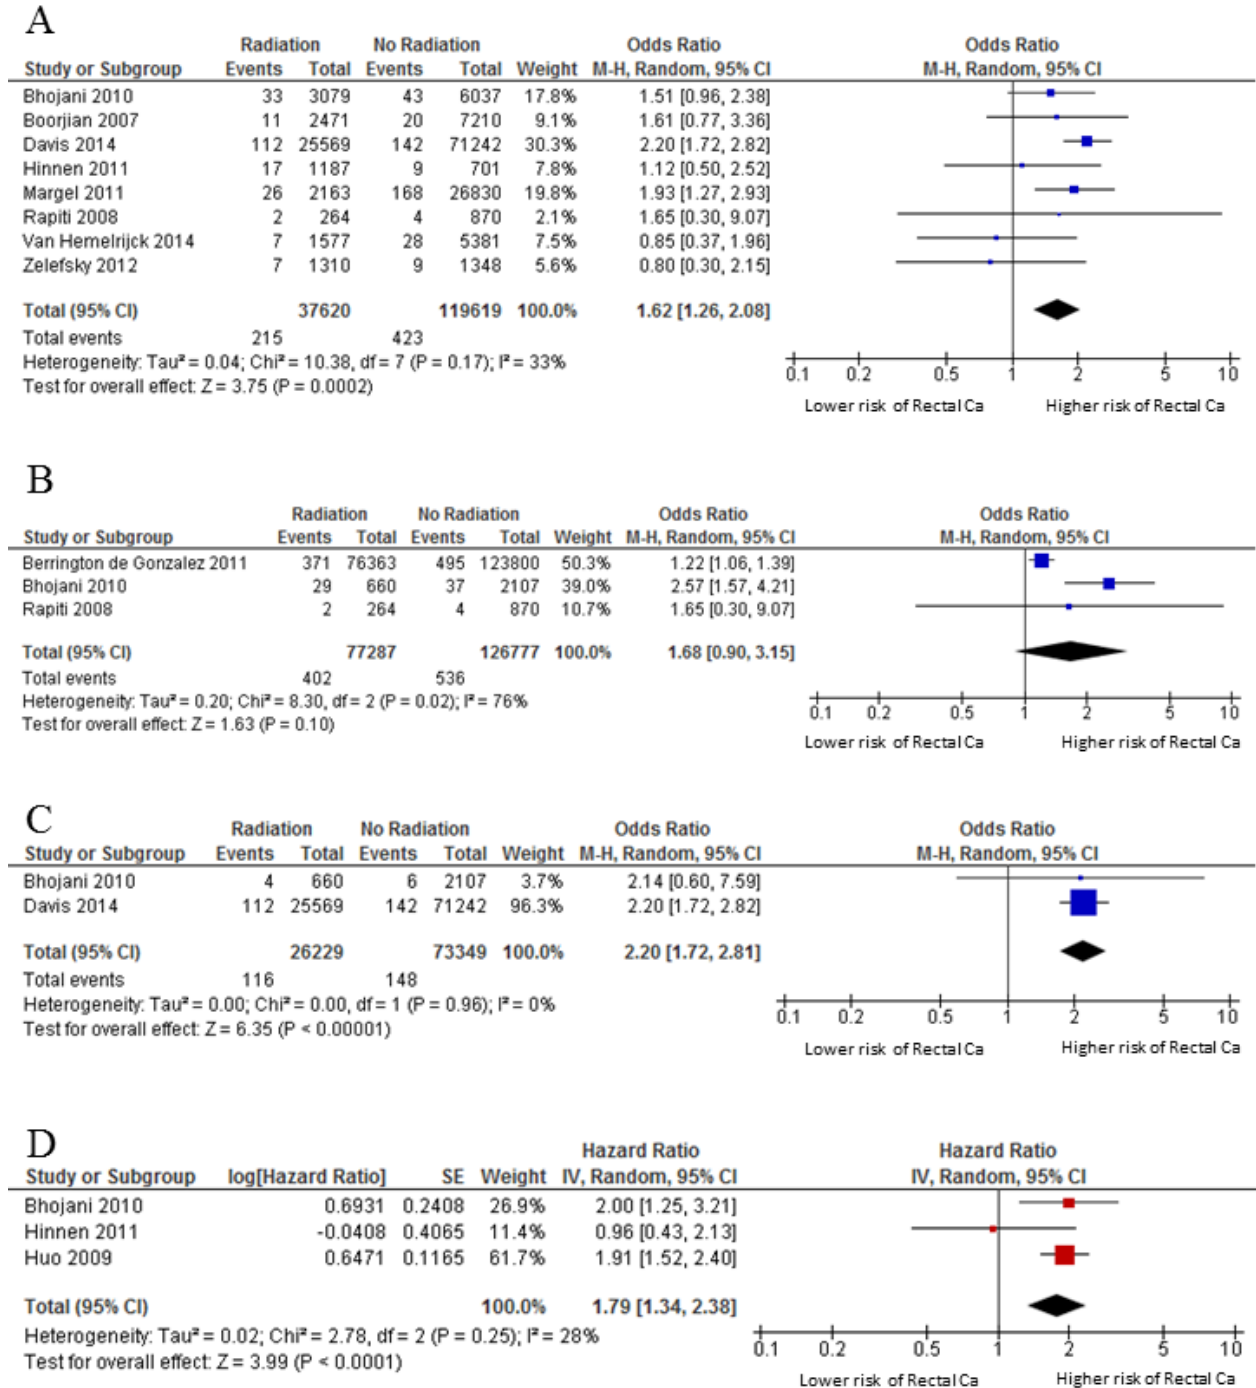 A
Radiation No Radiation Odds Ratio Odds Ratio
Study or Subgroup Events Total Events Total Weight M-H, Random, 95% CI M-H, Random, 95% CI
Bhojani 2010 33 3079 43 6037 17.8% 1.51 [0.96, 2.38]
Boorjian 2007 11 2471 20 7210 9.1% 1.61 [0.77, 3.36]
Davis 2014 112 25569 142 71242 30.3% 2.20 [1.72, 2.82]
Hinnen 2011 17 1187 9 701 7.8% 1.12 [0.50, 2.52]
Margel 2011 26 2163 168 26830 19.8% 1.93 [1.27, 2.93]
Rapiti 2008 2 264 4 870 2.1% 1.65 [0.30, 9.07]
Van Hemelrijck 2014 7 1577 28 5381 7.5% 0.85 [0.37, 1.96]
Zelefsky 2012 7 1310 9 1348 5.6% 0.80 [0.30, 2.15]
Total (95% CI) 37620 119619 100.0% 1.62 [1.26, 2.08]
Total events 215 423
Heterogeneity: Tau² = 0.04; Chi² = 10.38, df = 7 (P = 0.17); I² = 33%
Test for overall effect: Z = 3.75 (P = 0.0002)
0.1 0.2 0.5 1 2 5 10
Lower risk of Rectal Ca Higher risk of Rectal Ca
B
Radiation No Radiation Odds Ratio Odds Ratio
Study or Subgroup Events Total Events Total Weight M-H, Random, 95% CI M-H, Random, 95% CI
Berrington de Gonzalez 2011 371 76363 495 123800 50.3% 1.22 [1.06, 1.39]
Bhojani 2010 29 660 37 2107 39.0% 2.57 [1.57, 4.21]
Rapiti 2008 2 264 4 870 10.7% 1.65 [0.30, 9.07]
Total (95% CI) 77287 126777 100.0% 1.68 [0.90, 3.15]
Total events 402 536
Heterogeneity: Tau² = 0.20; Chi² = 8.30, df = 2 (P = 0.02); I² = 76%
Test for overall effect: Z = 1.63 (P = 0.10)
0.1 0.2 0.5 1 2 5 10
Lower risk of Rectal Ca Higher risk of Rectal Ca
C
Radiation No Radiation Odds Ratio Odds Ratio
Study or Subgroup Events Total Events Total Weight M-H, Random, 95% CI M-H, Random, 95% CI
Bhojani 2010 4 660 6 2107 3.7% 2.14 [0.60, 7.59]
Davis 2014 112 25569 142 71242 96.3% 2.20 [1.72, 2.82]
Total (95% CI) 26229 73349 100.0% 2.20 [1.72, 2.81]
Total events 116 148
Heterogeneity: Tau² = 0.00; Chi² = 0.00, df = 1 (P = 0.96); I² = 0%
Test for overall effect: Z = 6.35 (P < 0.00001)
0.1 0.2 0.5 1 2 5 10
Lower risk of Rectal Ca Higher risk of Rectal Ca
D
Hazard Ratio Hazard Ratio
Study or Subgroup log[Hazard Ratio] SE Weight IV, Random, 95% CI IV, Random, 95% CI
Bhojani 2010 0.6931 0.2408 26.9% 2.00 [1.25, 3.21]
Hinnen 2011 -0.0408 0.4065 11.4% 0.96 [0.43, 2.13]
Huo 2009 0.6471 0.1165 61.7% 1.91 [1.52, 2.40]
Total (95% CI) 100.0% 1.79 [1.34, 2.38]
Heterogeneity: Tau² = 0.02; Chi² = 2.78, df = 2 (P = 0.25); I² = 28%
Test for overall effect: Z = 3.99 (P < 0.0001)
0.1 0.2 0.5 1 2 5 10
Lower risk of Rectal Ca Higher risk of Rectal Ca